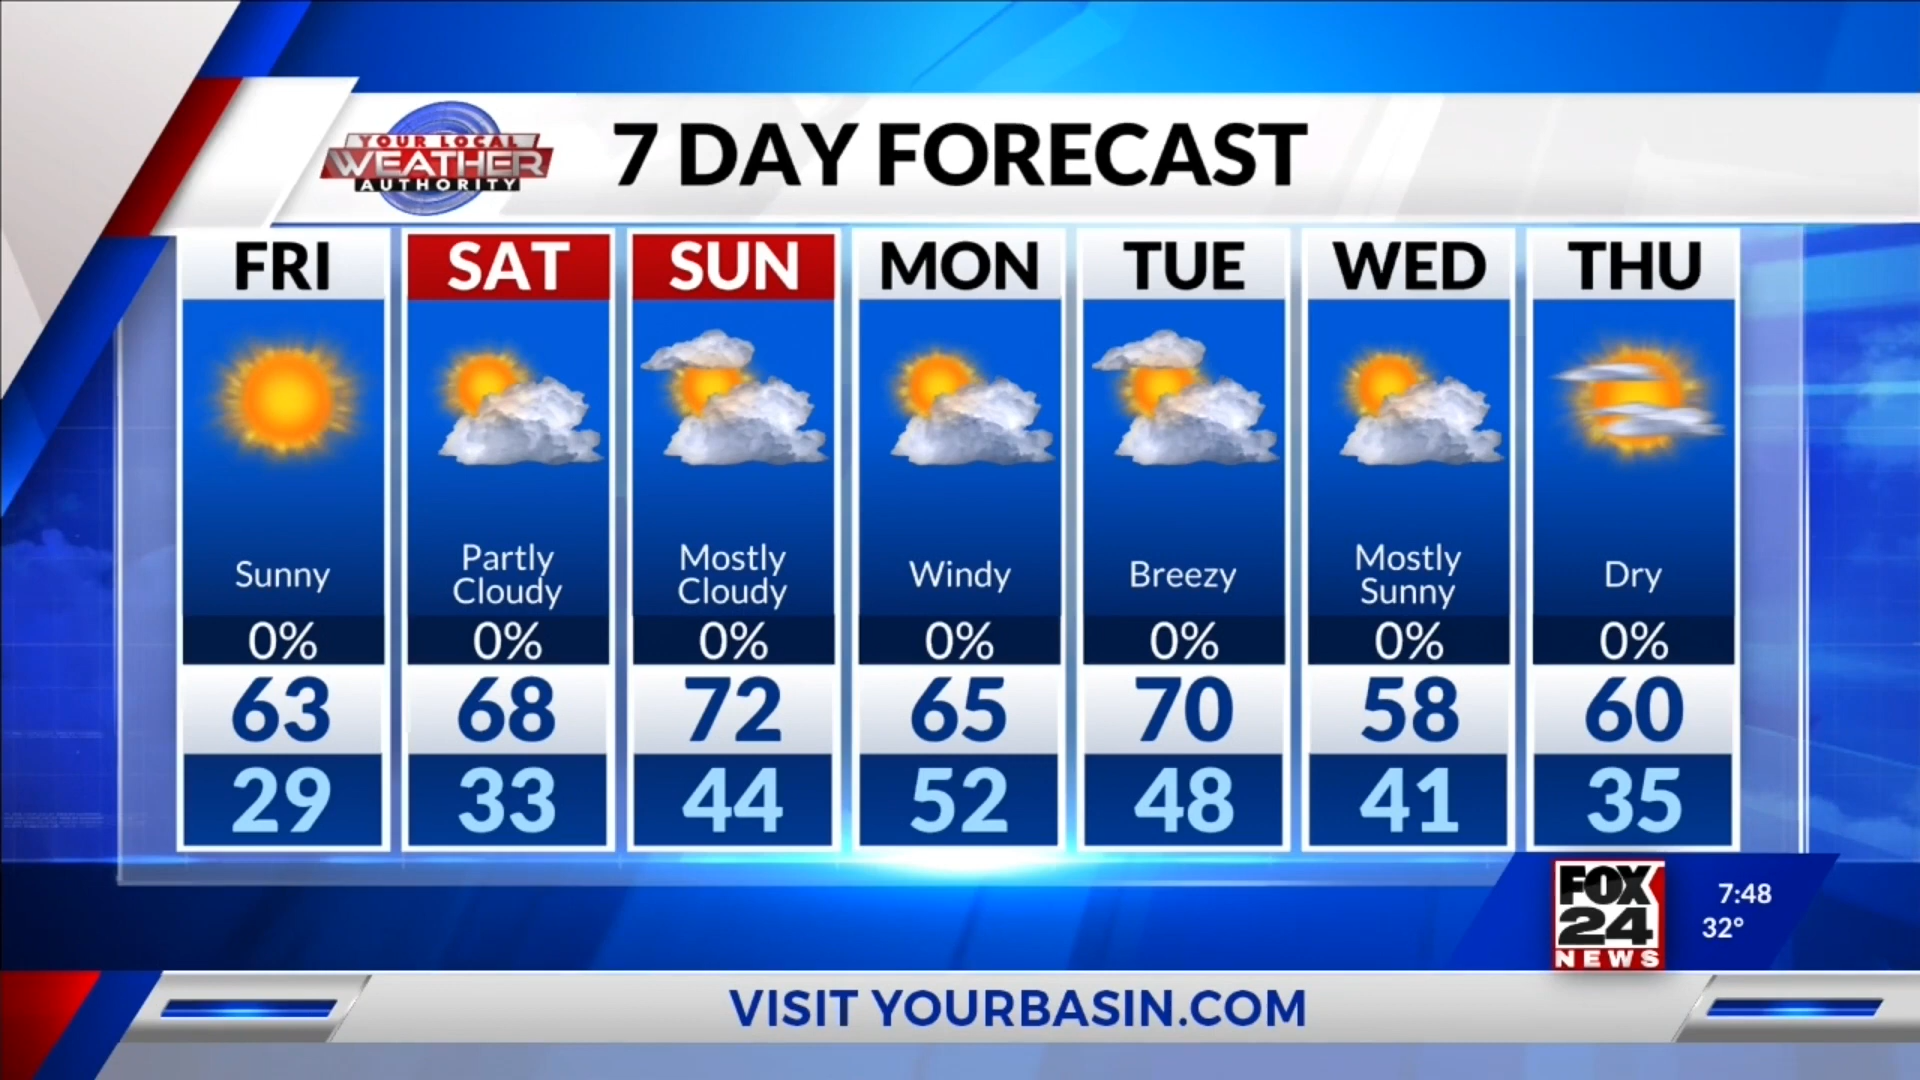 YOUR LOCAL
WEATHER
AUTHORITY
7 DAY FORECAST
FRI SAT SUN MON TUE WED THU
Sunny
Partly
Cloudy
Mostly
Cloudy
Windy
Breezy
Mostly
Sunny
Dry
0% 0% 0% 0% 0% 0% 0%
63 68 72 65 70 58 60
29 33 44 52 48 41 35
FOX
24
NEWS
7:48
32°
VISIT YOURBASIN.COM